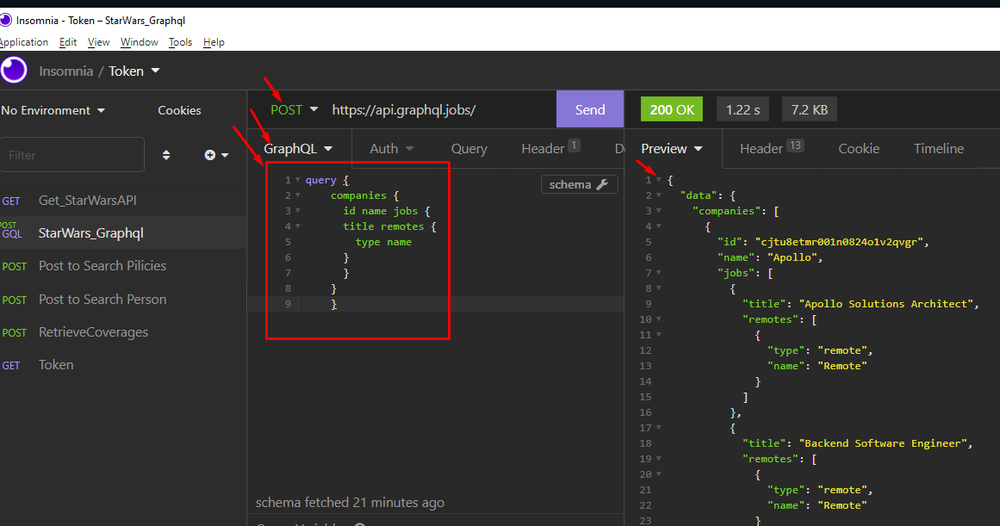 Insomnia - Token – StarWars_Graphql
Application Edit View Window Tools Help
Insomnia / Token
No Environment Cookies
Filter
GET Get_StarWarsAPI
POST
GQL StarWars_Graphql
POST Post to Search Pilicies
POST Post to Search Person
POST RetrieveCoverages
GET Token
POST https://api.graphql.jobs/ Send
GraphQL Auth Query Header 1 D
schema
1 query {
2 companies {
3 id name jobs {
4 title remotes {
5 type name
6 }
7 }
8 }
9 }
schema fetched 21 minutes ago
200 OK 1.22 s 7.2 KB
Preview Header 13 Cookie Timeline
1 {
2 "data": {
3 "companies": [
4 {
5 "id": "cjtu8etmr001n0824o1v2qvgr",
6 "name": "Apollo",
7 "jobs": [
8 {
9 "title": "Apollo Solutions Architect",
10 "remotes": [
11 {
12 "type": "remote",
13 "name": "Remote"
14 }
15 ]
16 },
17 {
18 "title": "Backend Software Engineer",
19 "remotes": [
20 {
21 "type": "remote",
22 "name": "Remote"
23 }